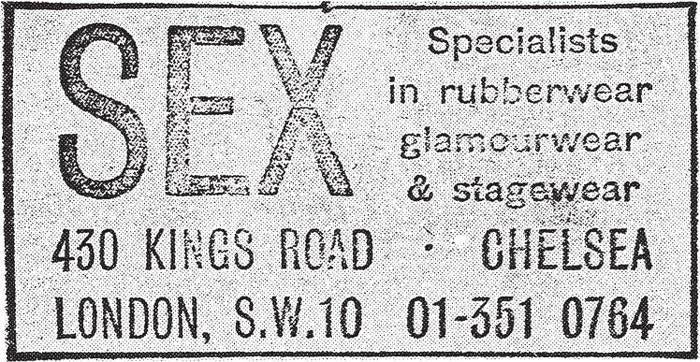 SEX
Specialists
in rubberwear
glamourwear
& stagewear
430 KINGS ROAD · CHELSEA
LONDON, S.W.10 01-351 0764